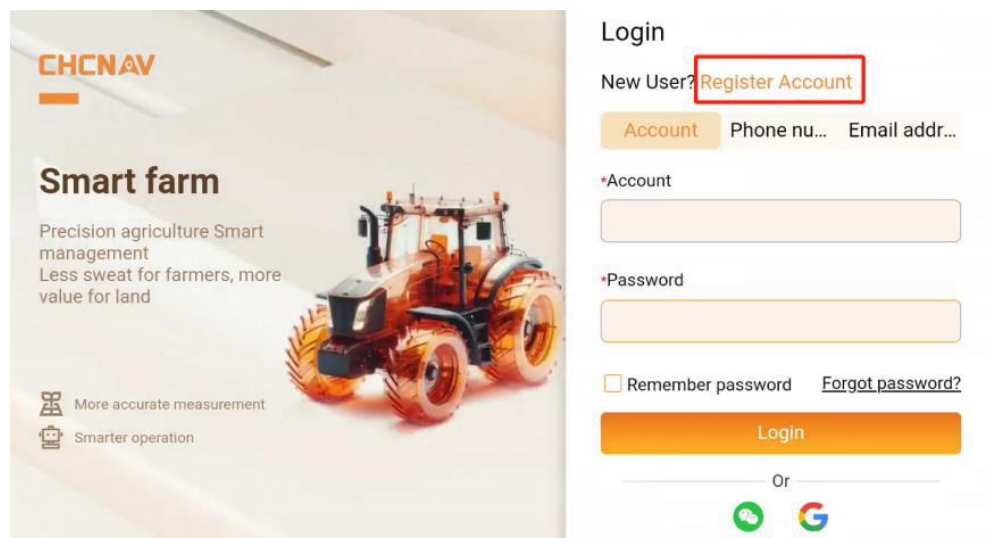 CHCNAV
Smart farm
Precision agriculture Smart
management
Less sweat for farmers, more
value for land
More accurate measurement
Smarter operation
Login
New User? Register Account
Account Phone nu... Email addr...
*Account
*Password
Remember password Forgot password?
Login
Or